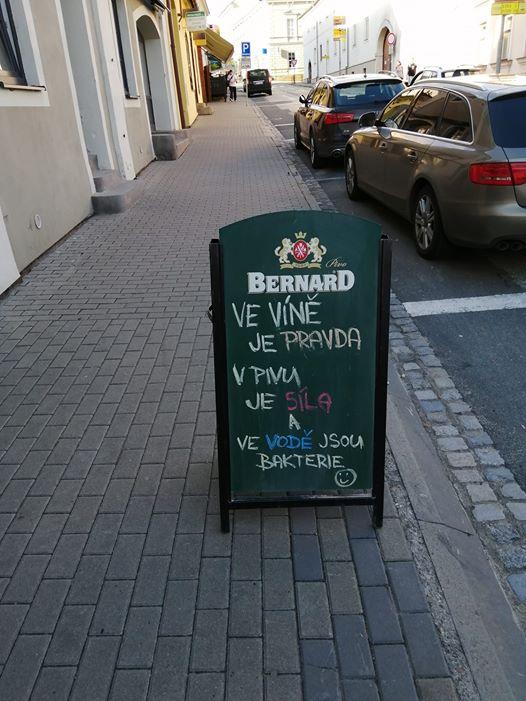 Pivo
BERNARD
VE VÍNĚ
JE PRAVDA
V PIVU
JE SÍLA
A
VE VODĚ JSOU
BAKTERIE
P